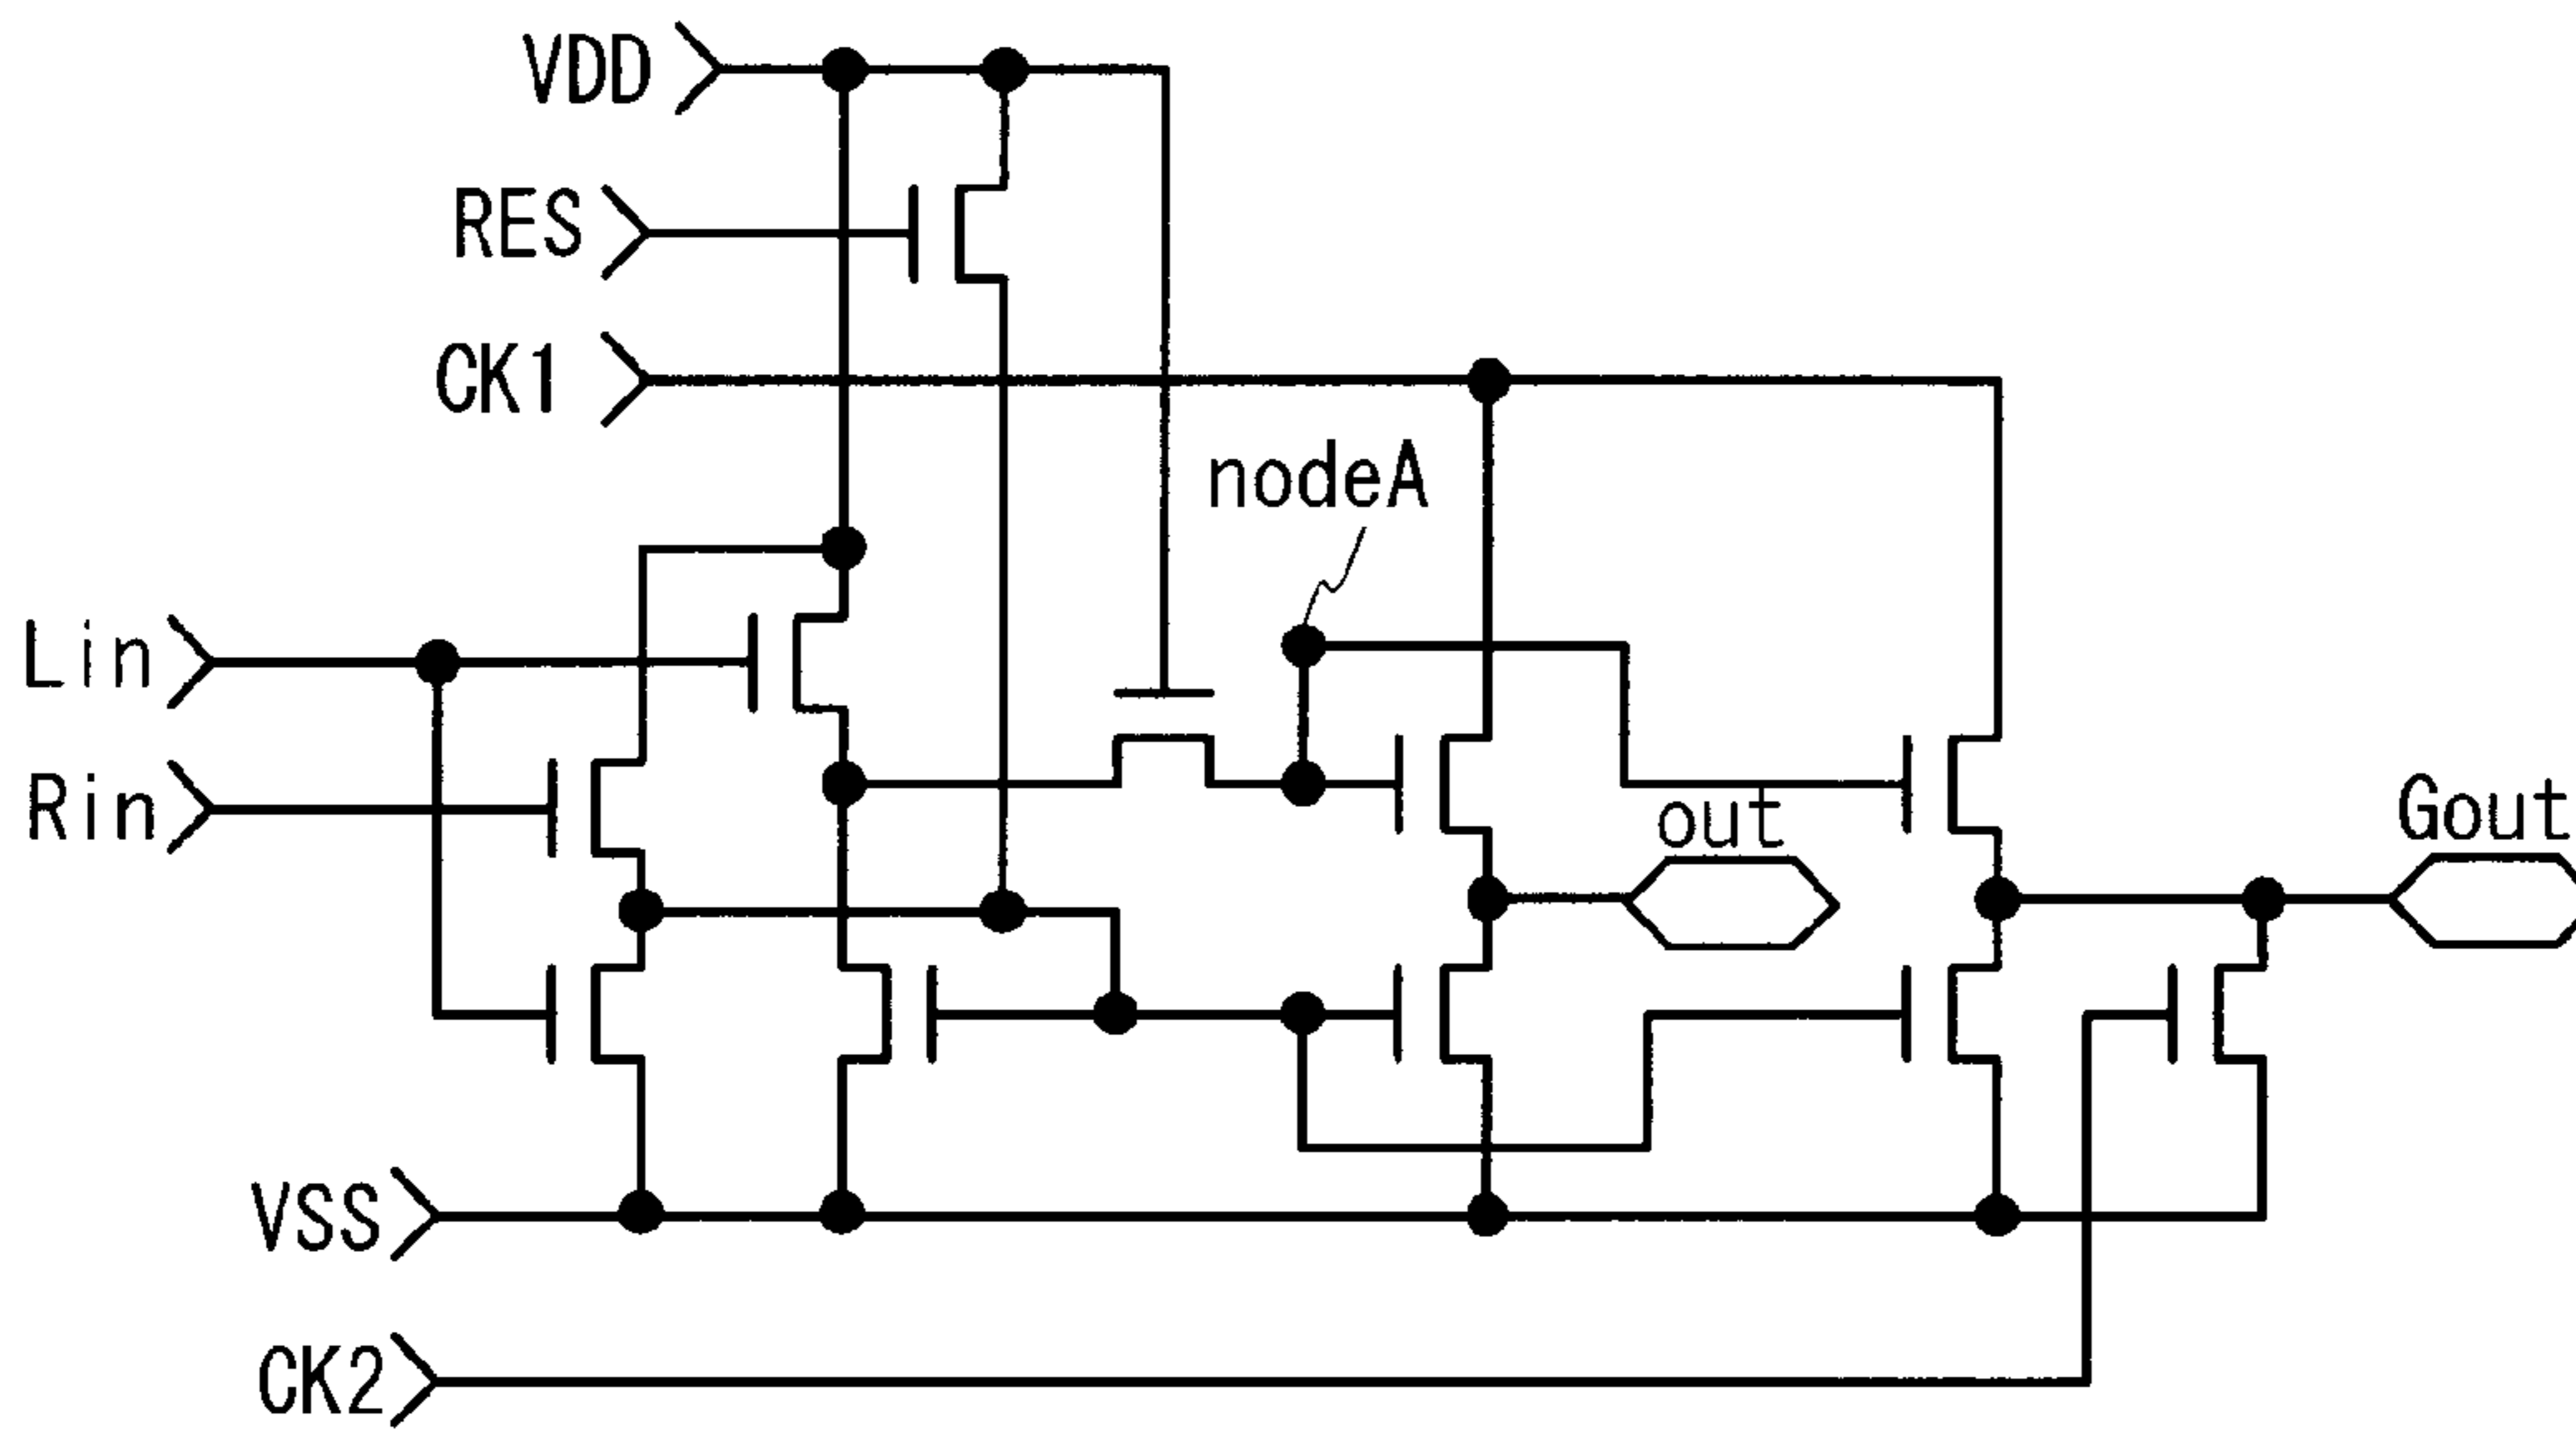 VDD
RES
CK1
nodeA
Lin
Rin
out
Gout
VSS
CK2